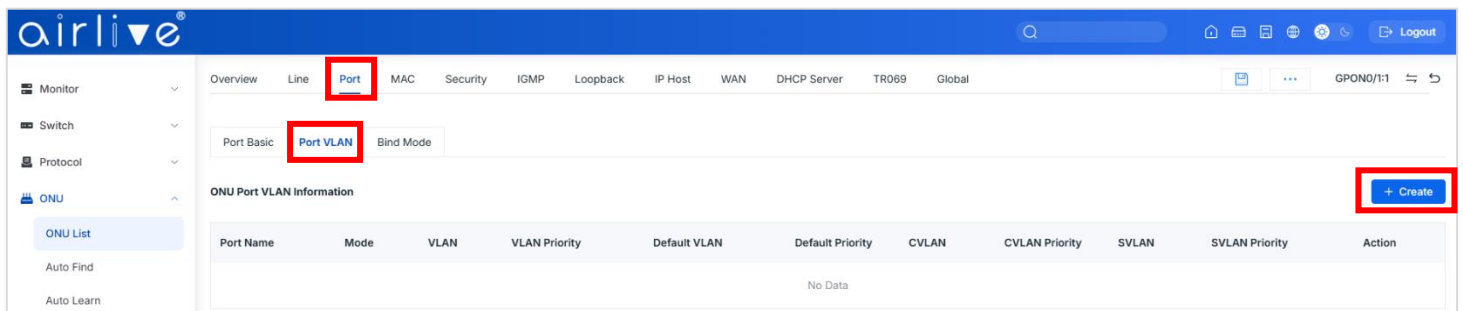 airlive®
Logout
Overview Line Port MAC Security IGMP Loopback IP Host WAN DHCP Server TR069 Global ... GPON0/1:1
Monitor
Switch
Protocol
ONU
ONU List
Auto Find
Auto Learn
Port Basic Port VLAN Bind Mode
ONU Port VLAN Information
+ Create
Port Name Mode VLAN VLAN Priority Default VLAN Default Priority CVLAN CVLAN Priority SVLAN SVLAN Priority Action
No Data